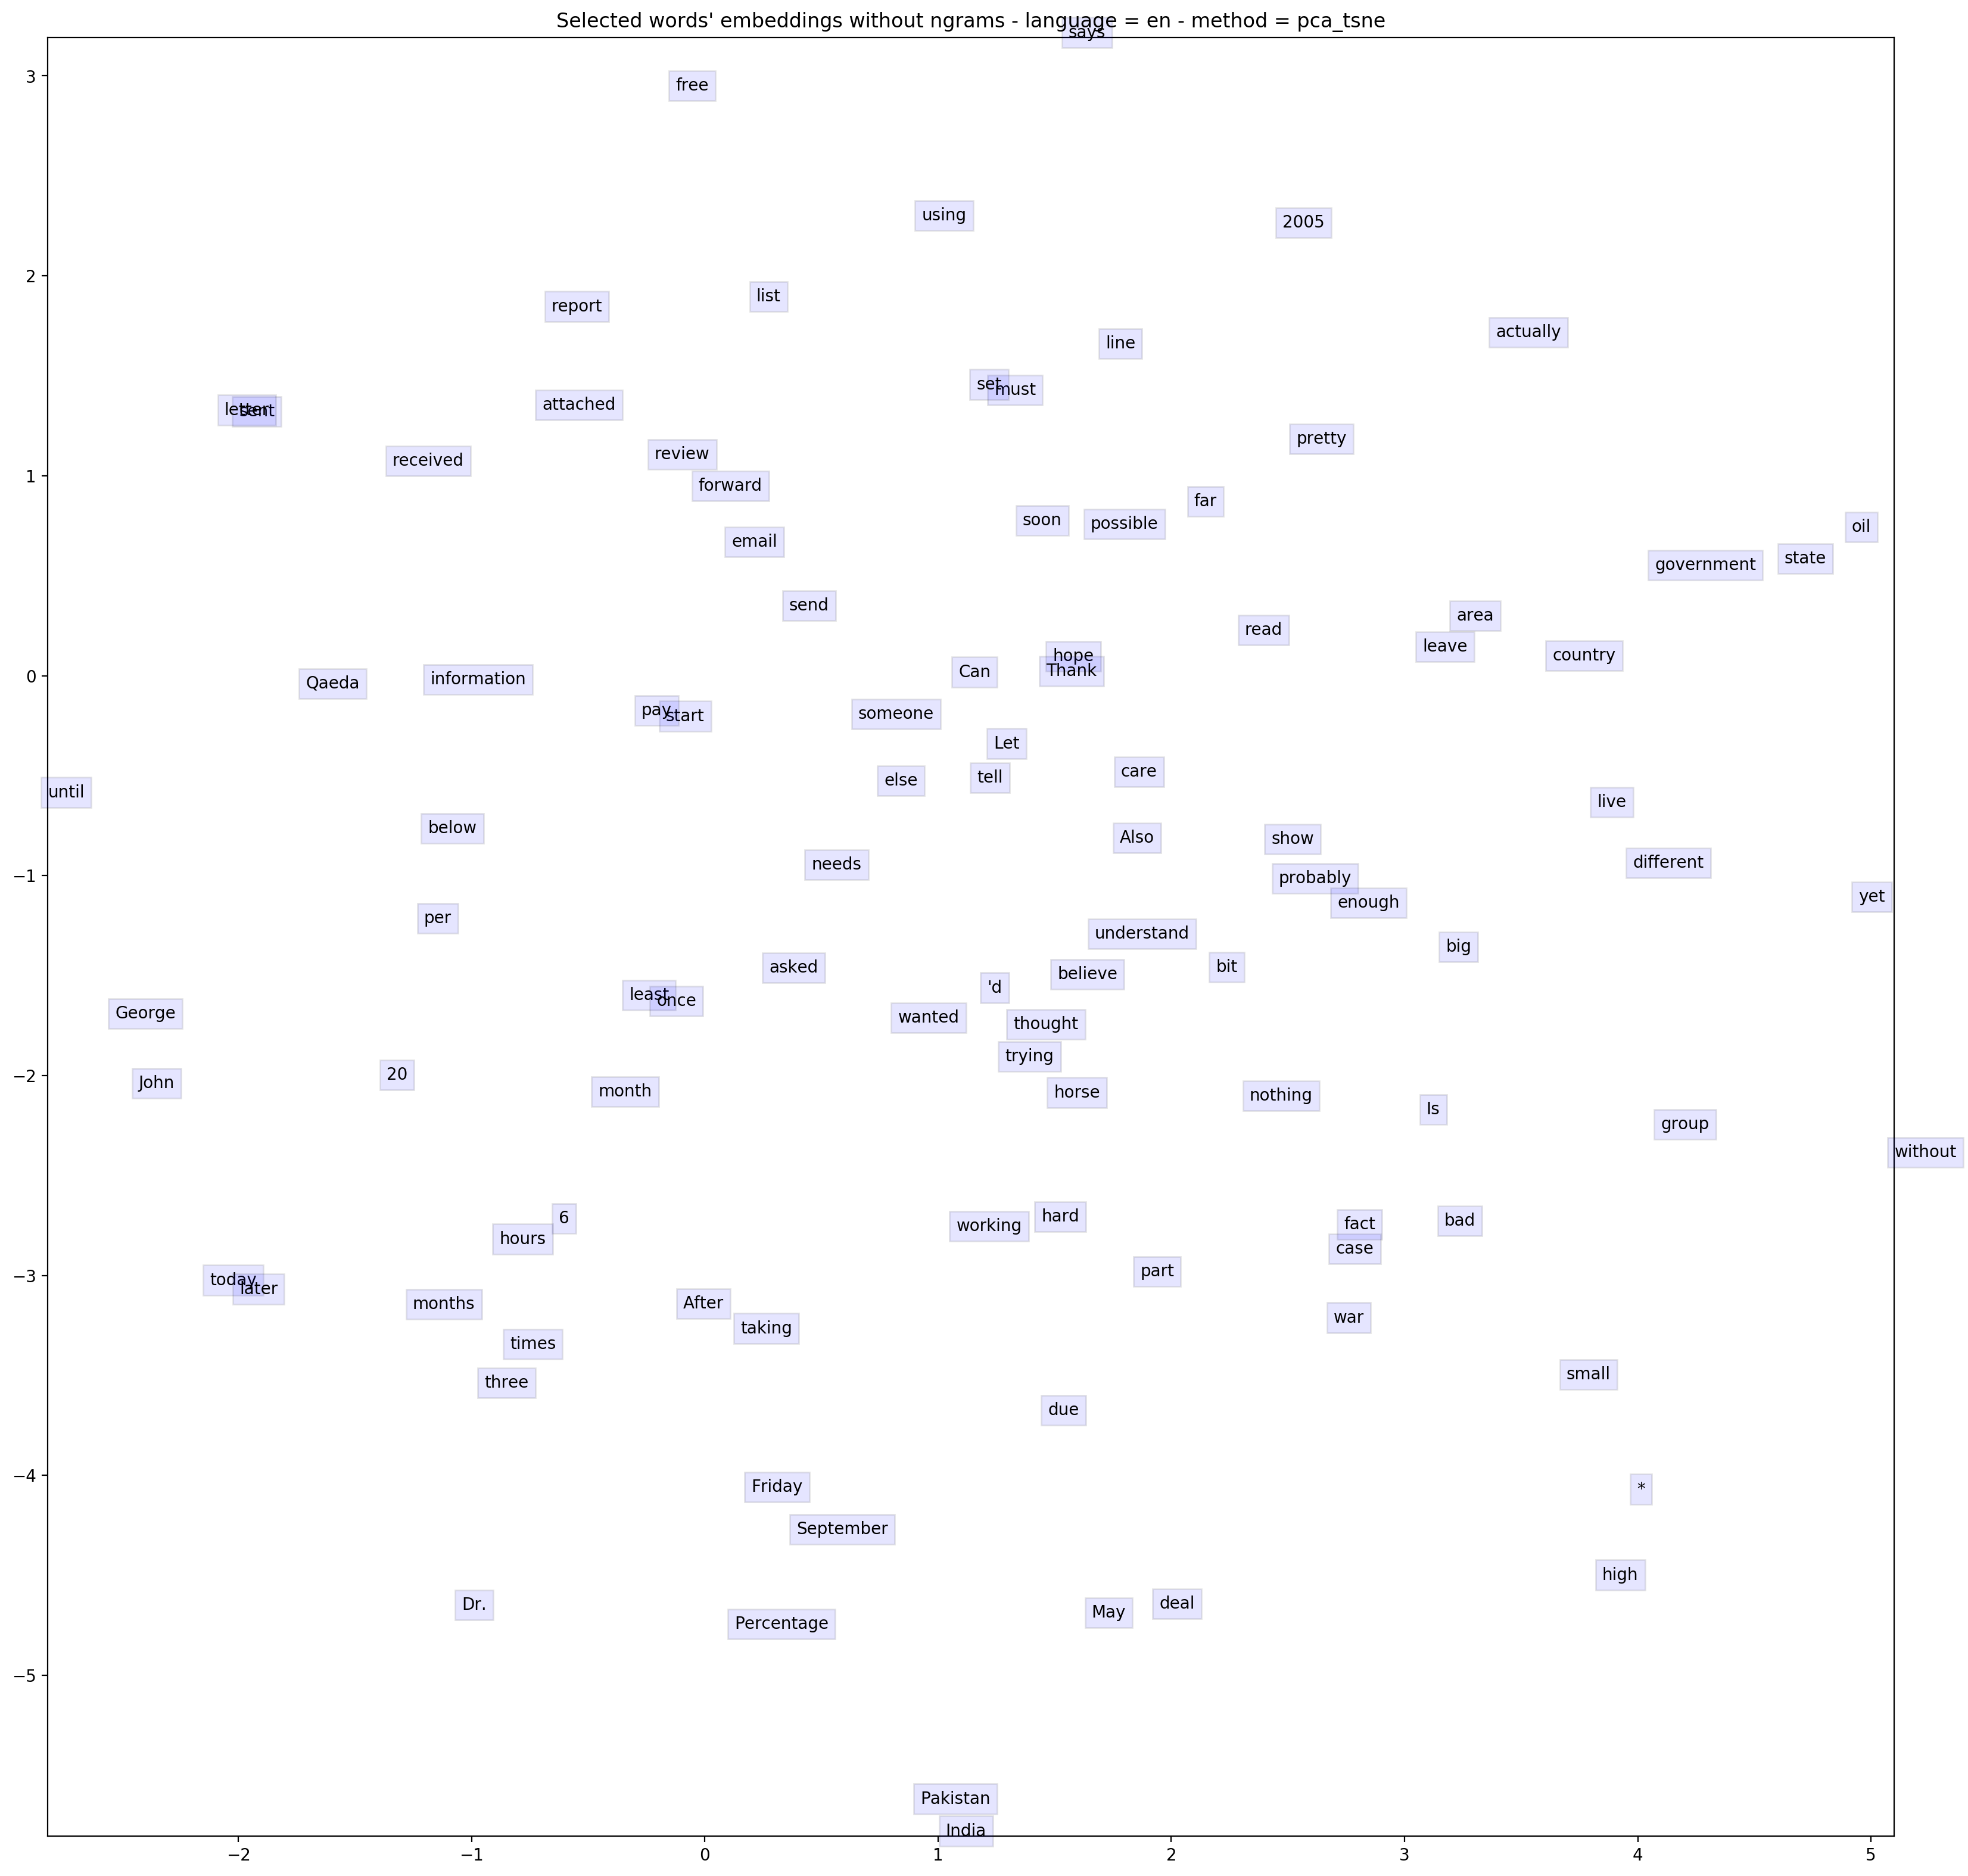 Selected words' embeddings without ngrams - language = en - method = pca_tsne
says
3
free
using
2005
2
list
report
actually
line
set
must
letter
sent
attached
pretty
review
received
1
forward
far
soon
possible
oil
email
state
government
send
area
read
leave
hope
country
Can
Thank
0
Qaeda
information
pay
start
someone
Let
care
tell
else
until
live
below
Also
show
different
needs
−1
probably
yet
enough
per
understand
big
asked
bit
believe
'd
least
once
George
wanted
thought
trying
20
−2
John
month
horse
nothing
Is
group
without
6
hard
bad
working
fact
hours
case
part
today
−3
later
months
After
war
taking
times
small
three
due
−4
Friday
*
September
high
Dr.
deal
May
Percentage
−5
Pakistan
India
−2 −1 0 1 2 3 4 5